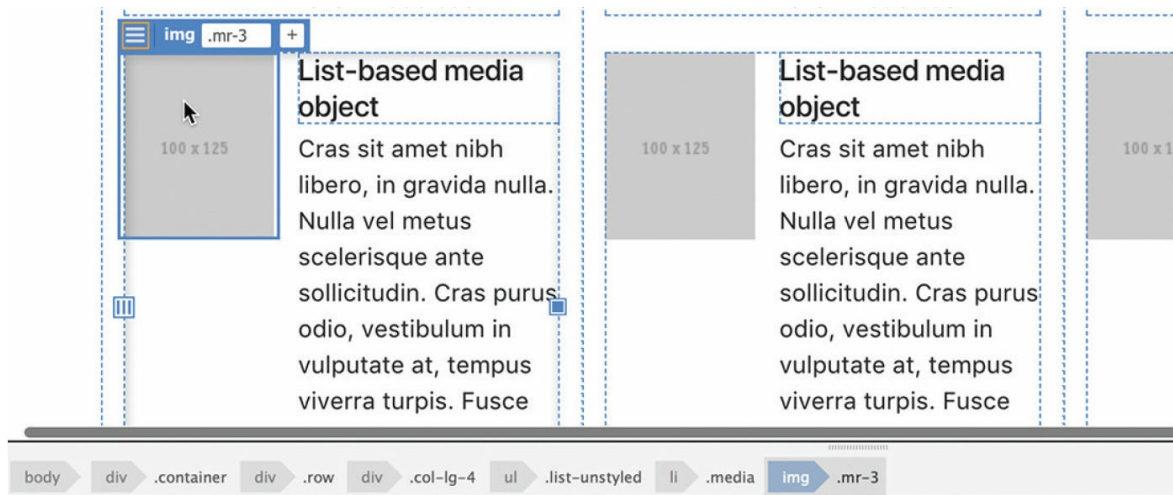 img .mr-3 +
List-based media
object
100 x 125
Cras sit amet nibh
libero, in gravida nulla.
Nulla vel metus
scelerisque ante
sollicitudin. Cras purus
odio, vestibulum in
vulputate at, tempus
viverra turpis. Fusce
List-based media
object
100 x 125
Cras sit amet nibh
libero, in gravida nulla.
Nulla vel metus
scelerisque ante
sollicitudin. Cras purus
odio, vestibulum in
vulputate at, tempus
viverra turpis. Fusce
100 x 1
body div .container div .row div .col-lg-4 ul .list-unstyled li .media img .mr-3